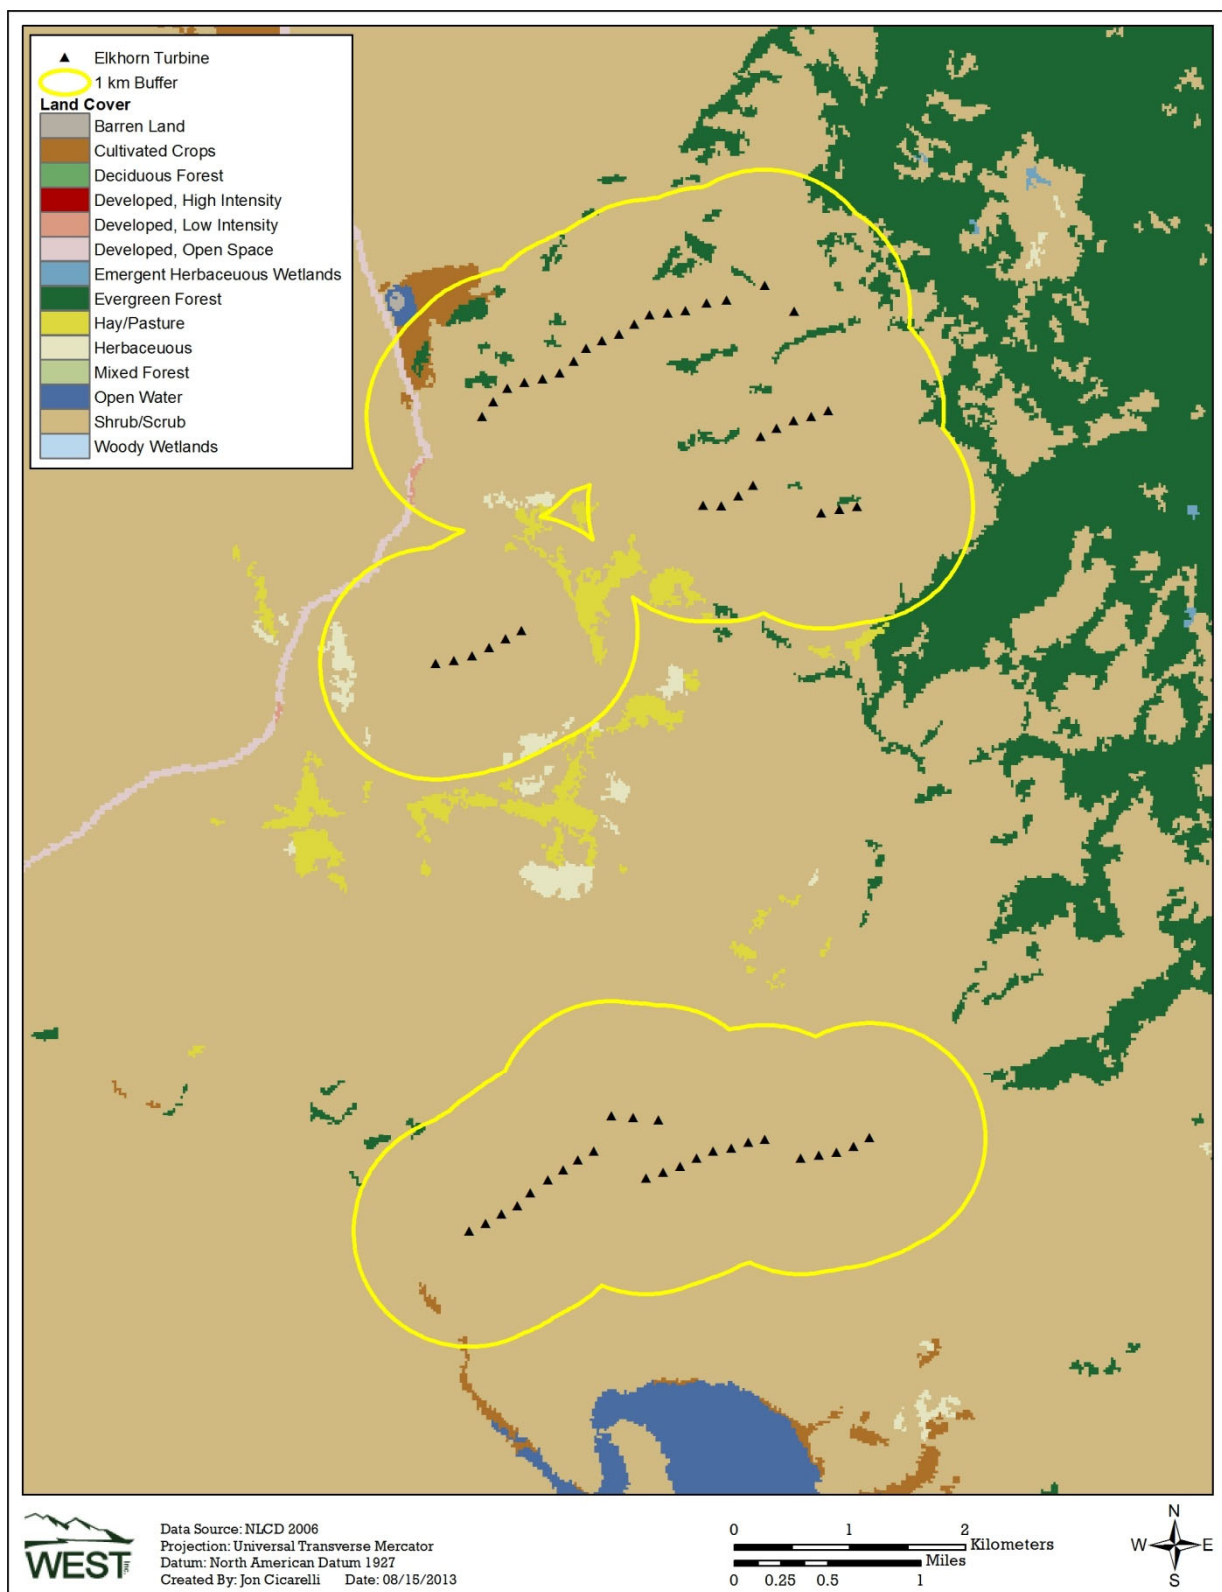 Elkhorn Turbine
1 km Buffer
Land Cover
Barren Land
Cultivated Crops
Deciduous Forest
Developed, High Intensity
Developed, Low Intensity
Developed, Open Space
Emergent Herbaceuous Wetlands
Evergreen Forest
Hay/Pasture
Herbaceuous
Mixed Forest
Open Water
Shrub/Scrub
Woody Wetlands
WEST Inc.
Data Source: NLCD 2006
Projection: Universal Transverse Mercator
Datum: North American Datum 1927
Created By: Jon Cicarelli Date: 08/15/2013
0 1 2
Kilometers
Miles
0 0.25 0.5 1
N
W E
S